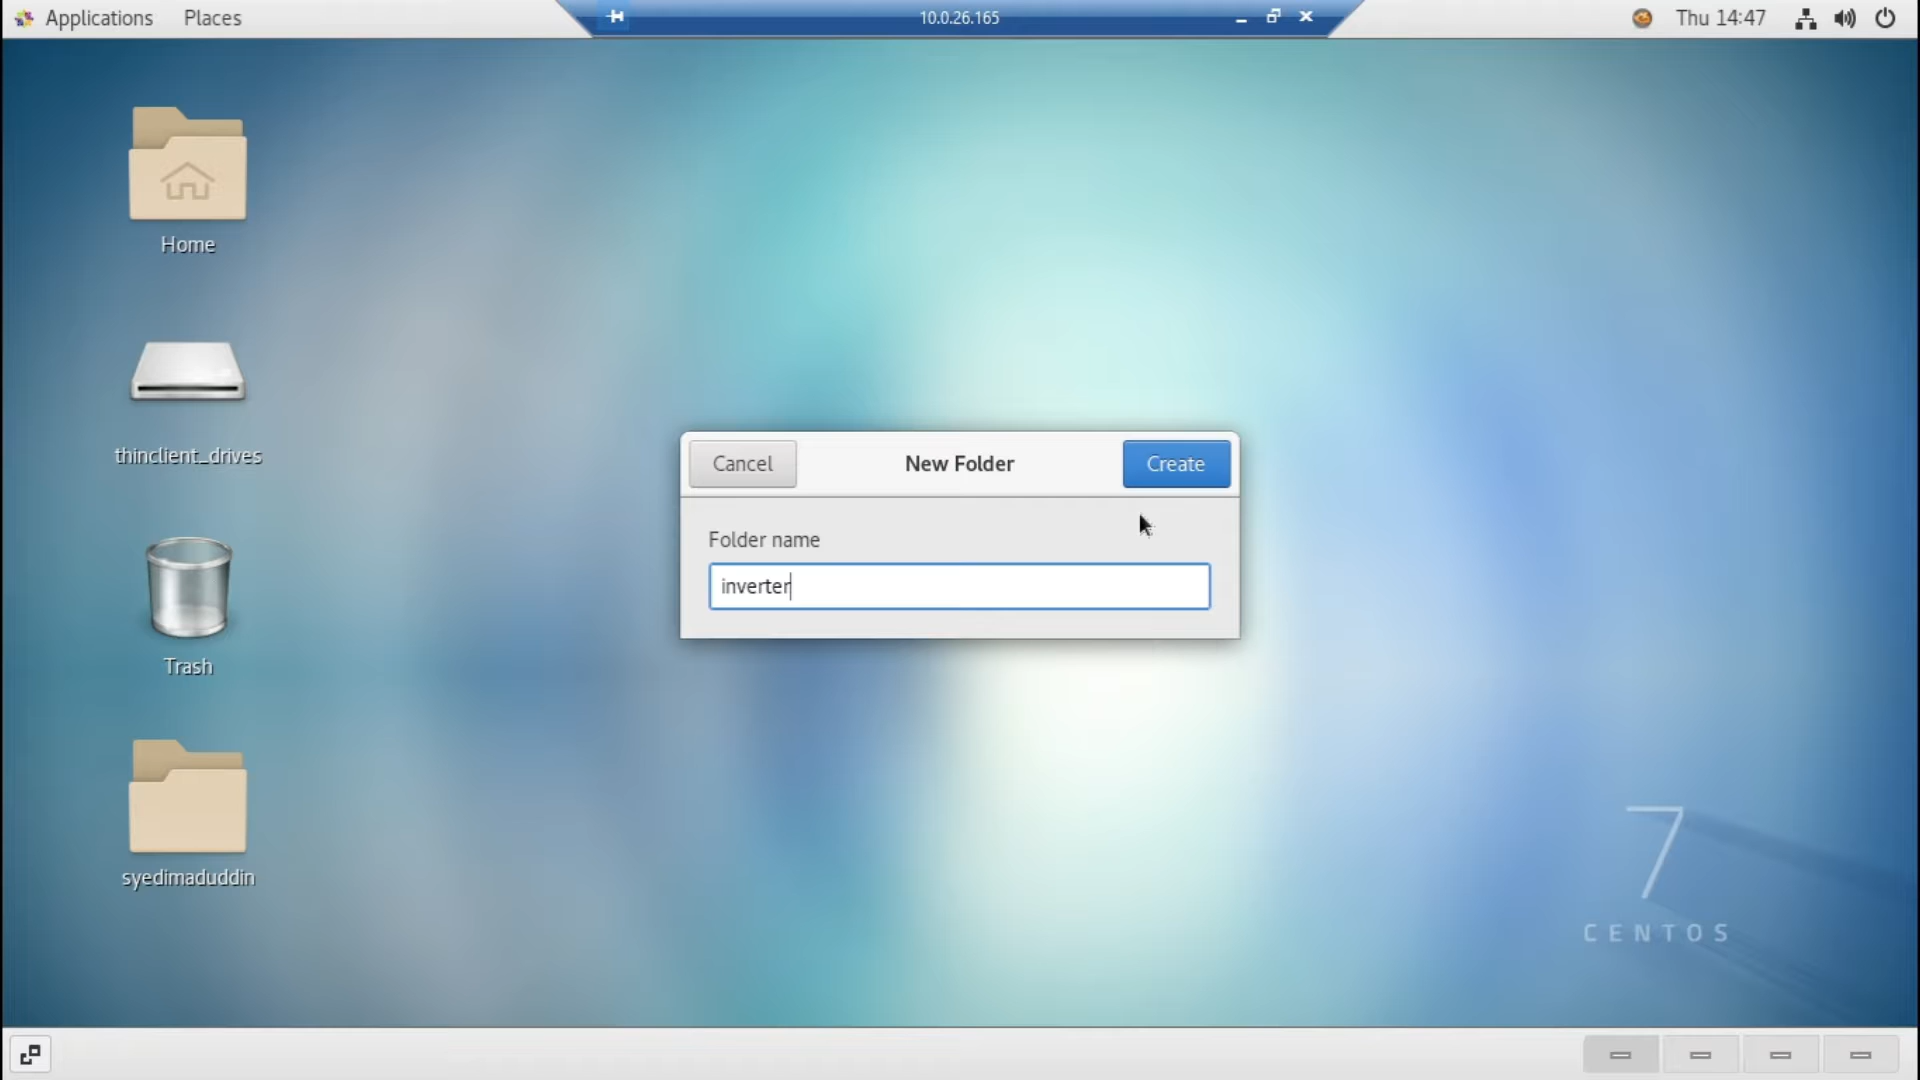 Applications Places 10.0.26.165 Thu 14:47
Home
thinclient_drives
Trash
syedimaduddin
Cancel New Folder Create
Folder name
inverter
7
CENTOS